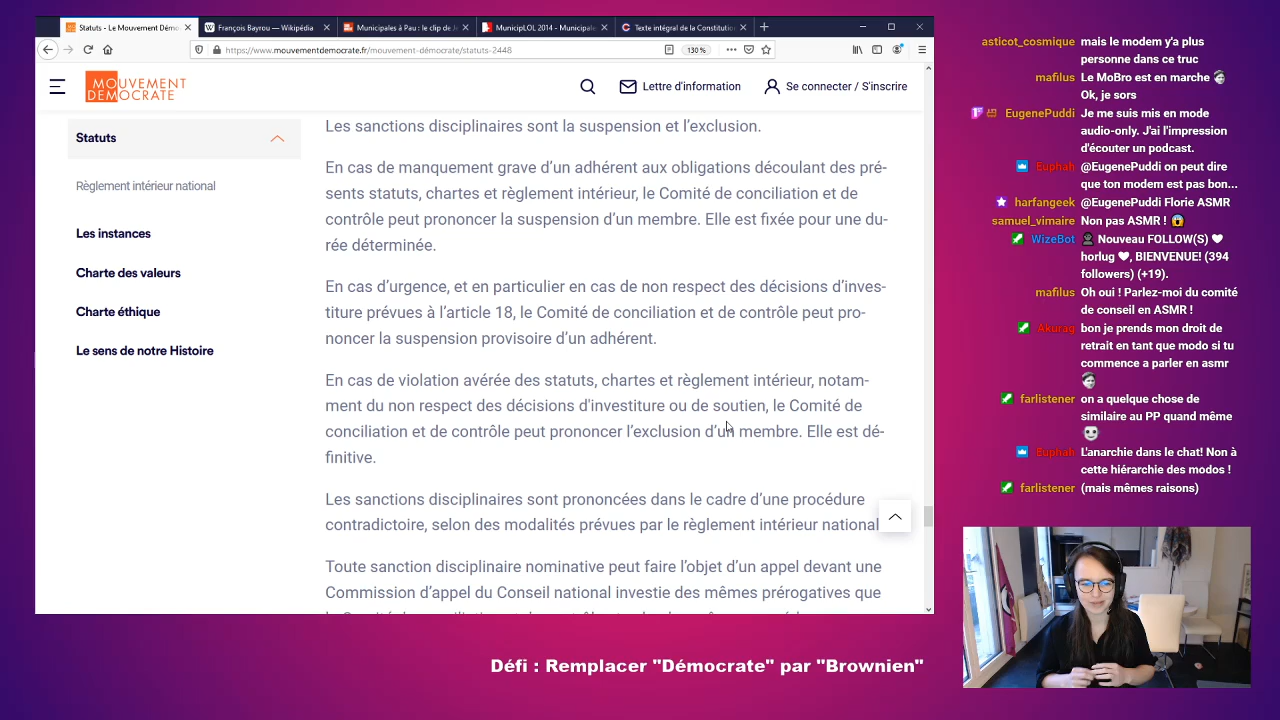 Statuts - Le Mouvement Démo
François Bayrou — Wikipédia
Municipales à Pau : le clip de J
MunicipLOL 2014 - Municipale
Texte intégral de la Constitutio
https://www.mouvementdemocrate.fr/mouvement-démocrate/statuts-2448
130 %
MOUVEMENT
DEMOCRATE
Lettre d'information
Se connecter / S'inscrire
Statuts
Règlement intérieur national
Les instances
Charte des valeurs
Charte éthique
Le sens de notre Histoire
Les sanctions disciplinaires sont la suspension et l’exclusion.
En cas de manquement grave d’un adhérent aux obligations découlant des pré-
sents statuts, chartes et règlement intérieur, le Comité de conciliation et de
contrôle peut prononcer la suspension d’un membre. Elle est fixée pour une du-
rée déterminée.
En cas d’urgence, et en particulier en cas de non respect des décisions d’inves-
titure prévues à l’article 18, le Comité de conciliation et de contrôle peut pro-
noncer la suspension provisoire d’un adhérent.
En cas de violation avérée des statuts, chartes et règlement intérieur, notam-
ment du non respect des décisions d'investiture ou de soutien, le Comité de
conciliation et de contrôle peut prononcer l’exclusion d’un membre. Elle est dé-
finitive.
Les sanctions disciplinaires sont prononcées dans le cadre d’une procédure
contradictoire, selon des modalités prévues par le règlement intérieur national
Toute sanction disciplinaire nominative peut faire l’objet d’un appel devant une
Commission d’appel du Conseil national investie des mêmes prérogatives que
asticot_cosmique mais le modem y'a plus
personne dans ce truc
mafilus Le MoBro est en marche
Ok, je sors
EugenePuddi Je me suis mis en mode
audio-only. J'ai l'impression
d'écouter un podcast.
Euphah @EugenePuddi on peut dire
que ton modem est pas bon...
harfangeek @EugenePuddi Florie ASMR
samuel_vimaire Non pas ASMR !
WizeBot Nouveau FOLLOW(S)
horlug , BIENVENUE! (394
followers) (+19).
mafilus Oh oui ! Parlez-moi du comité
de conseil en ASMR !
Akurag bon je prends mon droit de
retrait en tant que modo si tu
commence a parler en asmr
farlistener on a quelque chose de
similaire au PP quand même
Euphah L'anarchie dans le chat! Non à
cette hiérarchie des modos !
farlistener (mais mêmes raisons)
Défi : Remplacer "Démocrate" par "Brownien"